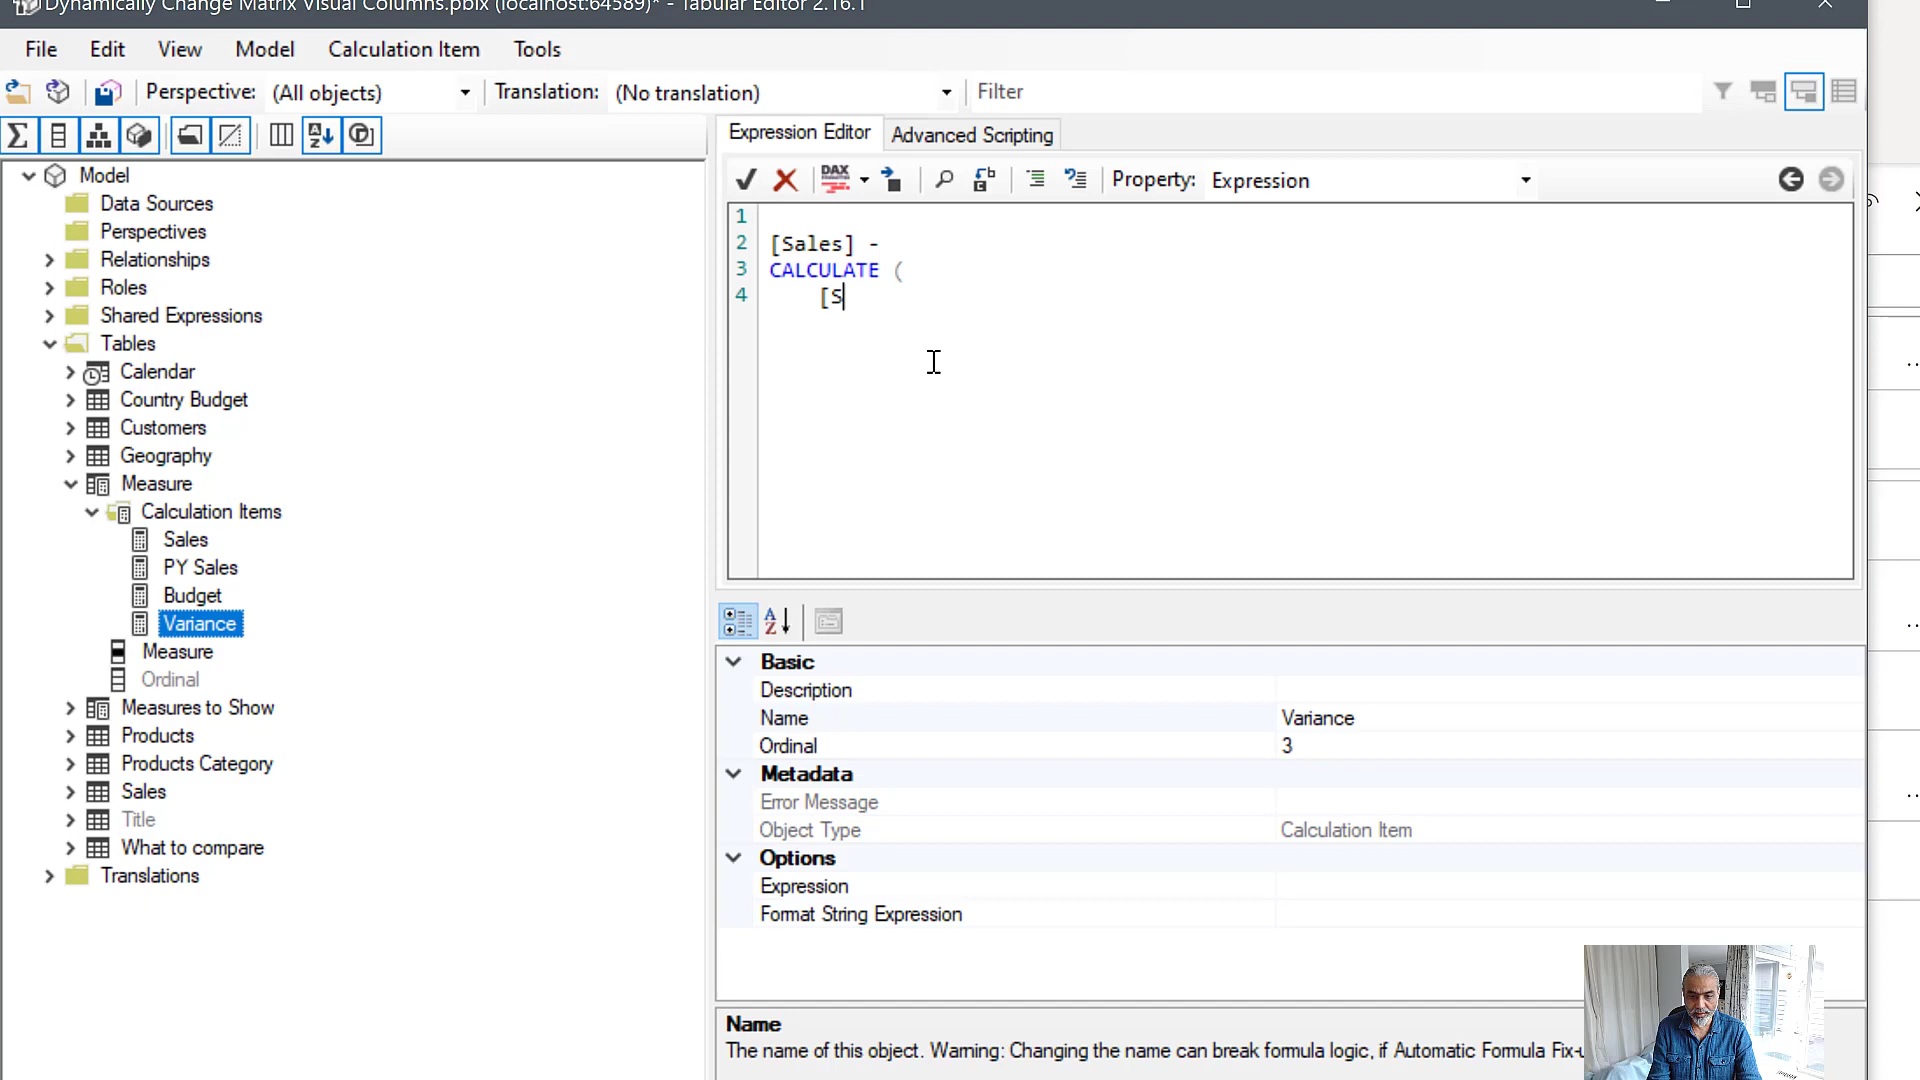 Dynamically Change Matrix Visual Columns.pbix (localhost:64589)* - Tabular Editor 2.16.1
File Edit View Model Calculation Item Tools
Perspective: (All objects) Translation: (No translation) Filter
Expression Editor Advanced Scripting
DAX Property: Expression
1
2 [Sales] -
3 CALCULATE (
4 [S
Model
Data Sources
Perspectives
Relationships
Roles
Shared Expressions
Tables
Calendar
Country Budget
Customers
Geography
Measure
Calculation Items
Sales
PY Sales
Budget
Variance
Measure
Ordinal
Measures to Show
Products
Products Category
Sales
Title
What to compare
Translations
Basic
Description
Name Variance
Ordinal 3
Metadata
Error Message
Object Type Calculation Item
Options
Expression
Format String Expression
Name
The name of this object. Warning: Changing the name can break formula logic, if Automatic Formula Fix-